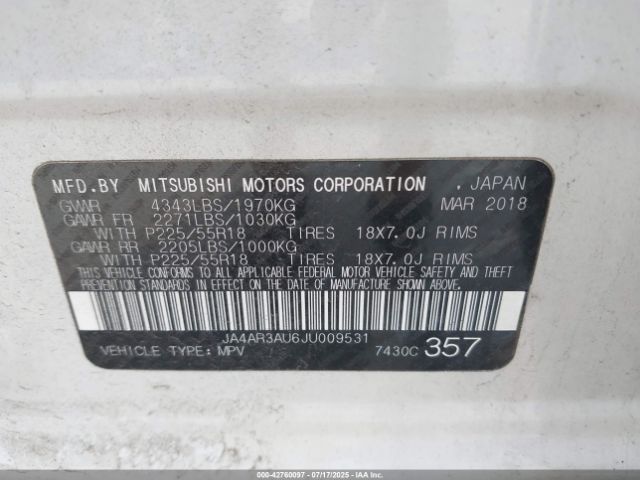 MFD.BY MITSUBISHI MOTORS CORPORATION . JAPAN
GVWR 4343LBS/1970KG MAR 2018
GAWR FR 2271LBS/1030KG
WITH P225/55R18 TIRES 18X7.0J RIMS
GAWR RR 2205LBS/1000KG
WITH P225/55R18 TIRES 18X7.0J RIMS
THIS VEHICLE CONFORMS TO ALL APPLICABLE FEDERAL MOTOR VEHICLE SAFETY AND THEFT
PREVENTION STANDARDS IN EFFECT ON THE DATE OF MANUFACTURE SHOWN ABOVE.
JA4AR3AU6JU009531
VEHICLE TYPE: MPV 7430C 357
000-42760097 07/17/2025 IAAI.COM